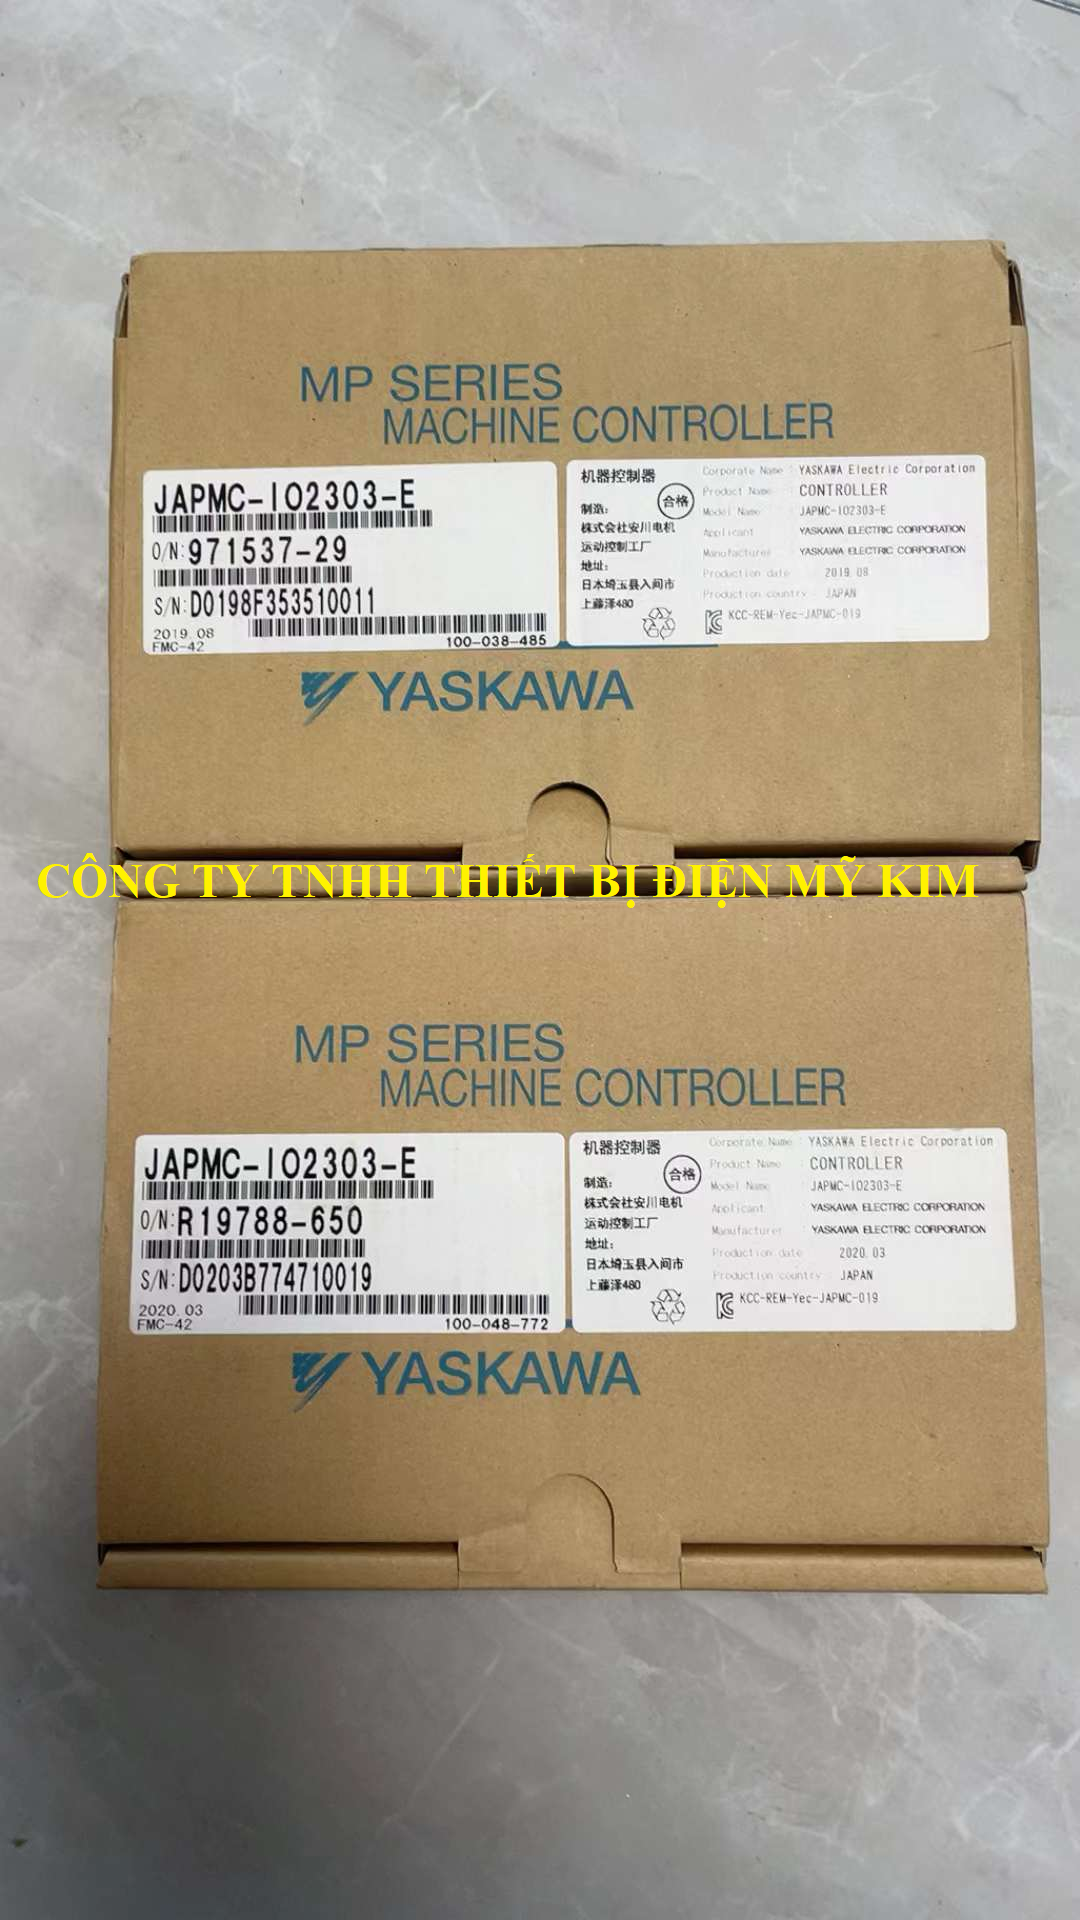 MP SERIES
MACHINE CONTROLLER
JAPMC-IO2303-E
O/N:971537-29
S/N:D0198F353510011
2019.08
FMC-42
100-038-485
机器控制器
合格
制造:
株式会社安川电机
运动控制工厂
地址:
日本埼玉县入间市
上藤泽480
Corporate Name : YASKAWA Electric Corporation
Product Name : CONTROLLER
Model Name : JAPMC-IO2303-E
Applicant : YASKAWA ELECTRIC CORPORATION
Manufacturer : YASKAWA ELECTRIC CORPORATION
Production date : 2019.08
Production country : JAPAN
KCC-REM-Yec-JAPMC-019
YASKAWA
CÔNG TY TNHH THIẾT BỊ ĐIỆN MỸ KIM
MP SERIES
MACHINE CONTROLLER
JAPMC-IO2303-E
O/N:R19788-650
S/N:D0203B774710019
2020.03
FMC-42
100-048-772
机器控制器
合格
制造:
株式会社安川电机
运动控制工厂
地址:
日本埼玉县入间市
上藤泽480
Corporate Name : YASKAWA Electric Corporation
Product Name : CONTROLLER
Model Name : JAPMC-IO2303-E
Applicant : YASKAWA ELECTRIC CORPORATION
Manufacturer : YASKAWA ELECTRIC CORPORATION
Production date : 2020.03
Production country : JAPAN
KCC-REM-Yec-JAPMC-019
YASKAWA